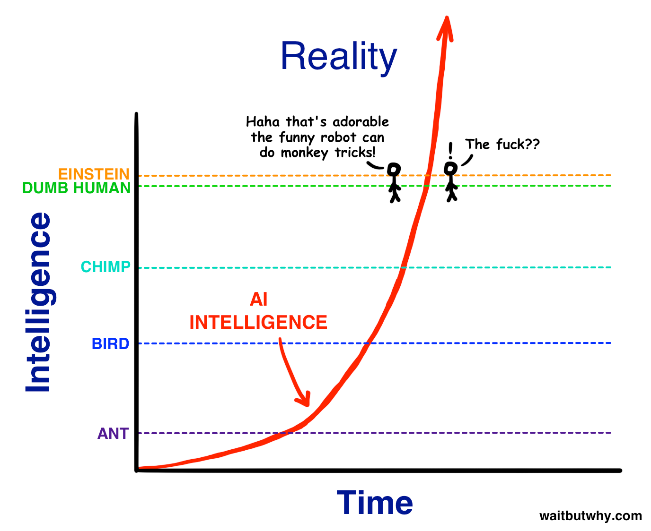 Reality
Haha that's adorable
the funny robot can
do monkey tricks!
!
The fuck??
EINSTEIN
DUMB HUMAN
CHIMP
AI
INTELLIGENCE
BIRD
ANT
Intelligence
Time
waitbutwhy.com